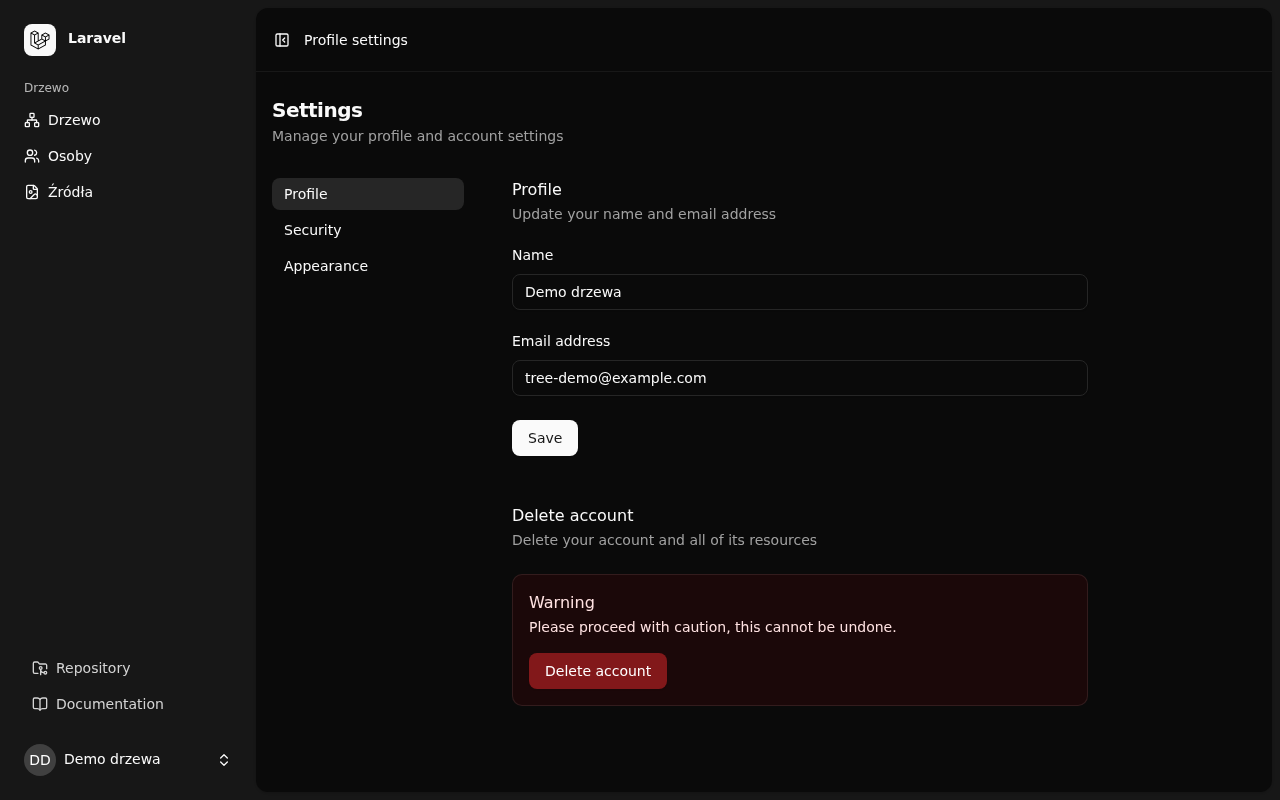 Laravel
Drzewo
Drzewo
Osoby
Źródła
Repository
Documentation
DD
Demo drzewa
Profile settings
Settings
Manage your profile and account settings
Profile
Security
Appearance
Profile
Update your name and email address
Name
Demo drzewa
Email address
tree-demo@example.com
Save
Delete account
Delete your account and all of its resources
Warning
Please proceed with caution, this cannot be undone.
Delete account